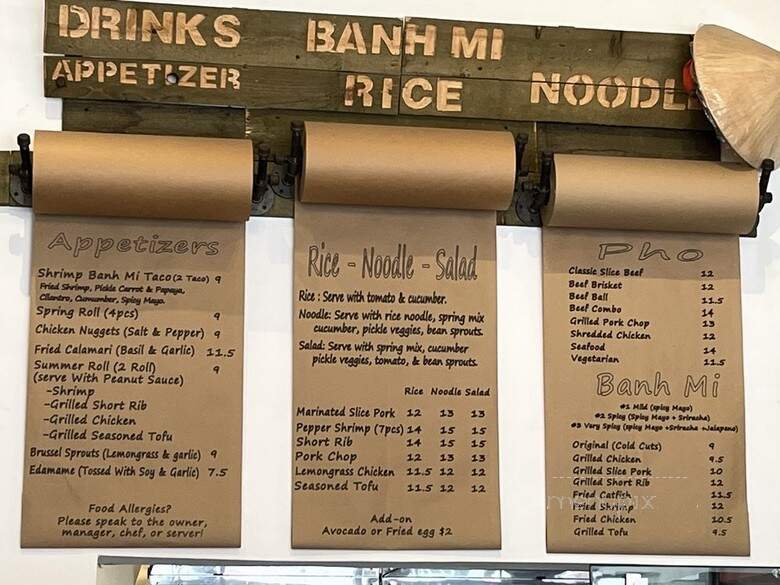 DRINKS BANH MI
APPETIZER RICE NOODL
Appetizers
Shrimp Banh Mi Taco (2 Taco) 9
Fried Shrimp, Pickle Carrot & Papaya,
Cilantro, Cumumber, Spicy Mayo.
Spring Roll (4pcs) 9
Chicken Nuggets (Salt & Pepper) 9
Fried Calamari (Basil & Garlic) 11.5
Summer Roll (2 Roll) 9
(serve With Peanut Sauce)
-Shrimp
-Grilled Short Rib
-Grilled Chicken
-Grilled Seasoned Tofu
Brussel Sprouts (Lemongrass & garlic) 9
Edamame (Tossed With Soy & Garlic) 7.5
Food Allergies?
Please speak to the owner,
manager, chef, or server!
Rice - Noodle - Salad
Rice : Serve with tomato & cucumber.
Noodle: Serve with rice noodle, spring mix
cucumber, pickle veggies, bean sprouts.
Salad: Serve with spring mix, cucumber
pickle veggies, tomato, & bean sprouts.
Rice Noodle Salad
Marinated Slice Pork 12 13 13
Pepper Shrimp (7pcs) 14 15 15
Short Rib 14 15 15
Pork Chop 12 13 13
Lemongrass Chicken 11.5 12 12
Seasoned Tofu 11.5 12 12
Add-on
Avocado or Fried egg $2
Pho
Classic Slice Beef 12
Beef Brisket 12
Beef Ball 11.5
Beef Combo 14
Grilled Pork Chop 13
Shredded Chicken 12
Seafood 14
Vegetarian 11.5
Banh Mi
#1 Mild (spicy Mayo)
#2 Spicy (Spicy Mayo + Sriracha)
#3 Very Spicy (spicy Mayo +Sriracha +Jalapeno)
Original (Cold Cuts) 9
Grilled Chicken 9.5
Grilled Slice Pork 10
Grilled Short Rib 12
Fried Catfish 11.5
Fried Shrimp 12
Fried Chicken 10.5
Grilled Tofu 9.5